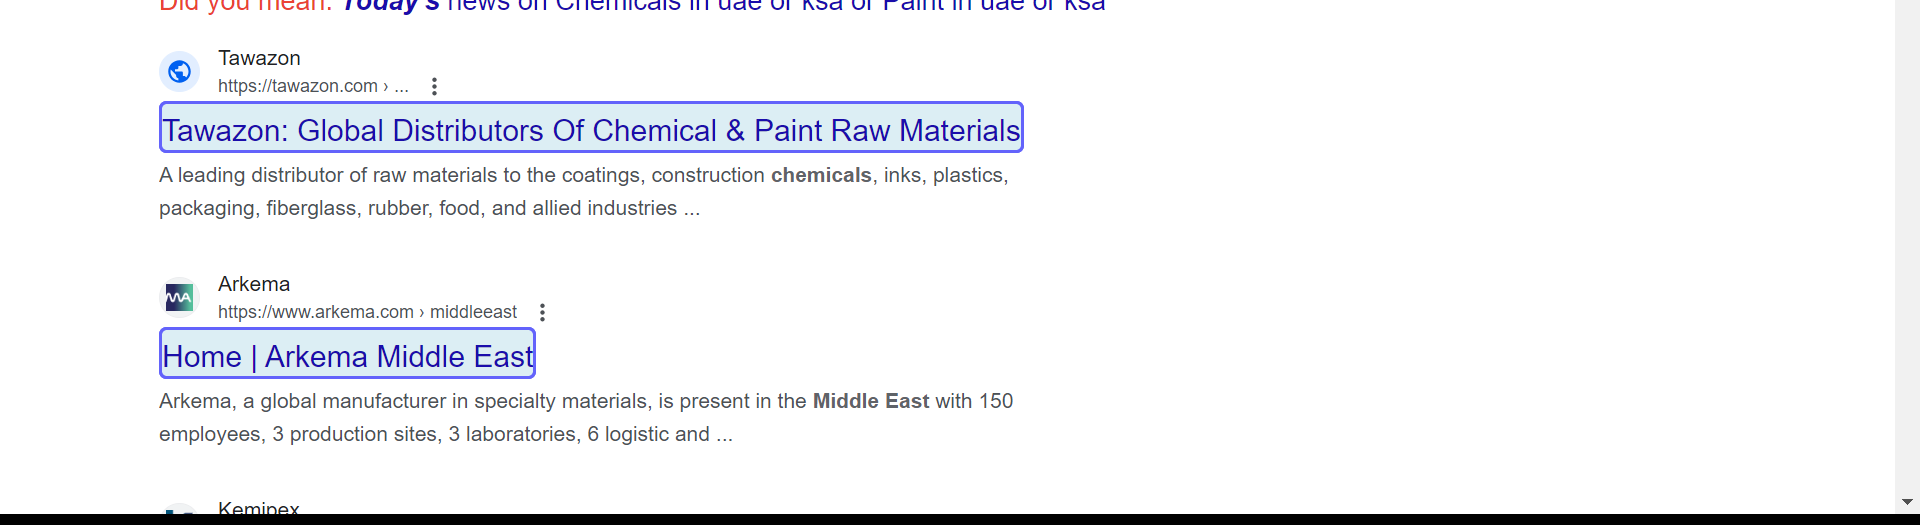 Did you mean: Today's news on Chemicals in uae or ksa or Paint in uae or ksa
Tawazon
https://tawazon.com › ...
Tawazon: Global Distributors Of Chemical & Paint Raw Materials
A leading distributor of raw materials to the coatings, construction chemicals, inks, plastics,
packaging, fiberglass, rubber, food, and allied industries ...
MA
Arkema
https://www.arkema.com › middleeast
Home | Arkema Middle East
Arkema, a global manufacturer in specialty materials, is present in the Middle East with 150
employees, 3 production sites, 3 laboratories, 6 logistic and ...
Kemipex